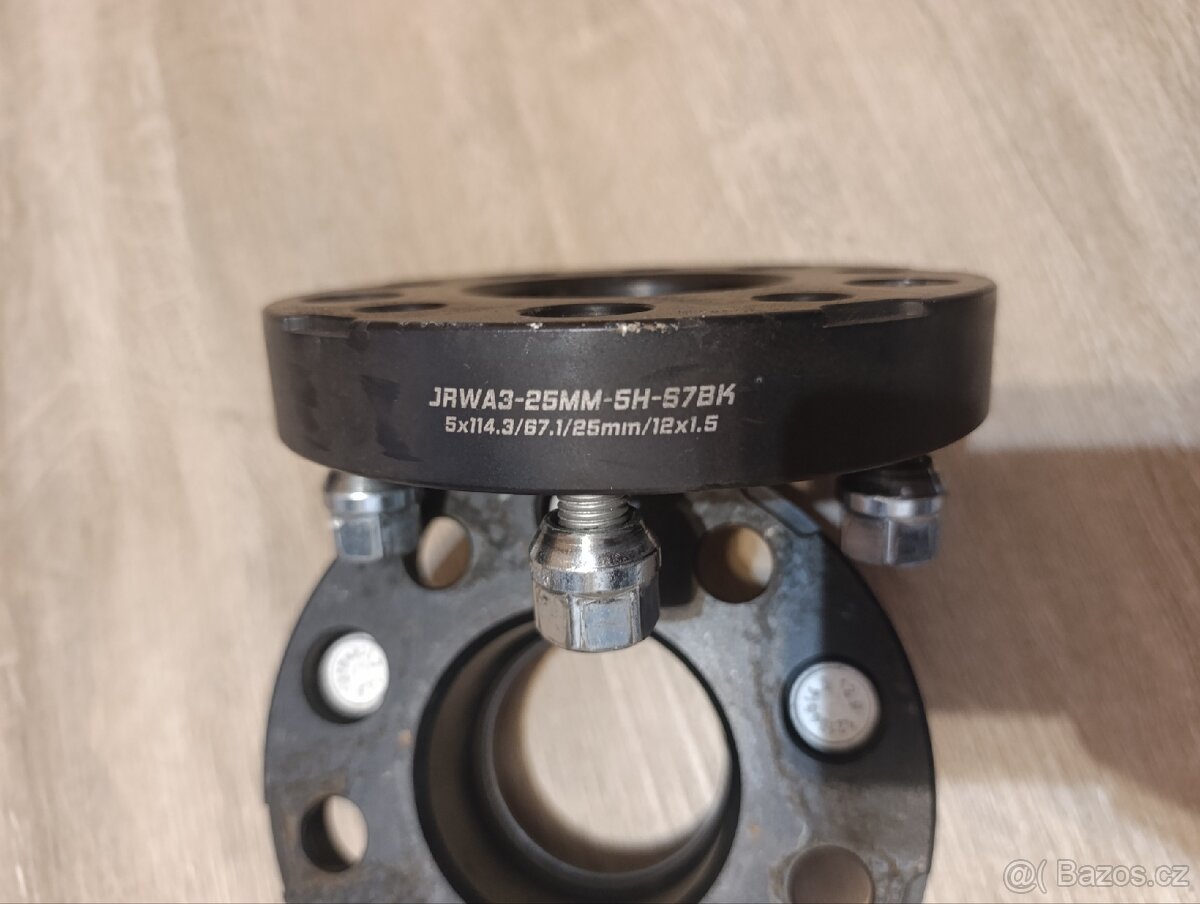 JRWA3-25MM-5H-67BK
5x114.3/67.1/25mm/12x1.5
@( Bazos.cz